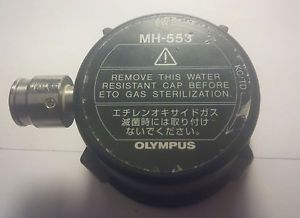 MH-553
REMOVE THIS WATER
RESISTANT CAP BEFORE
ETO GAS STERILIZATION.
エチレンオキサイドガス
滅菌時には取り付け
ないでください。
OLYMPUS
KC-TD